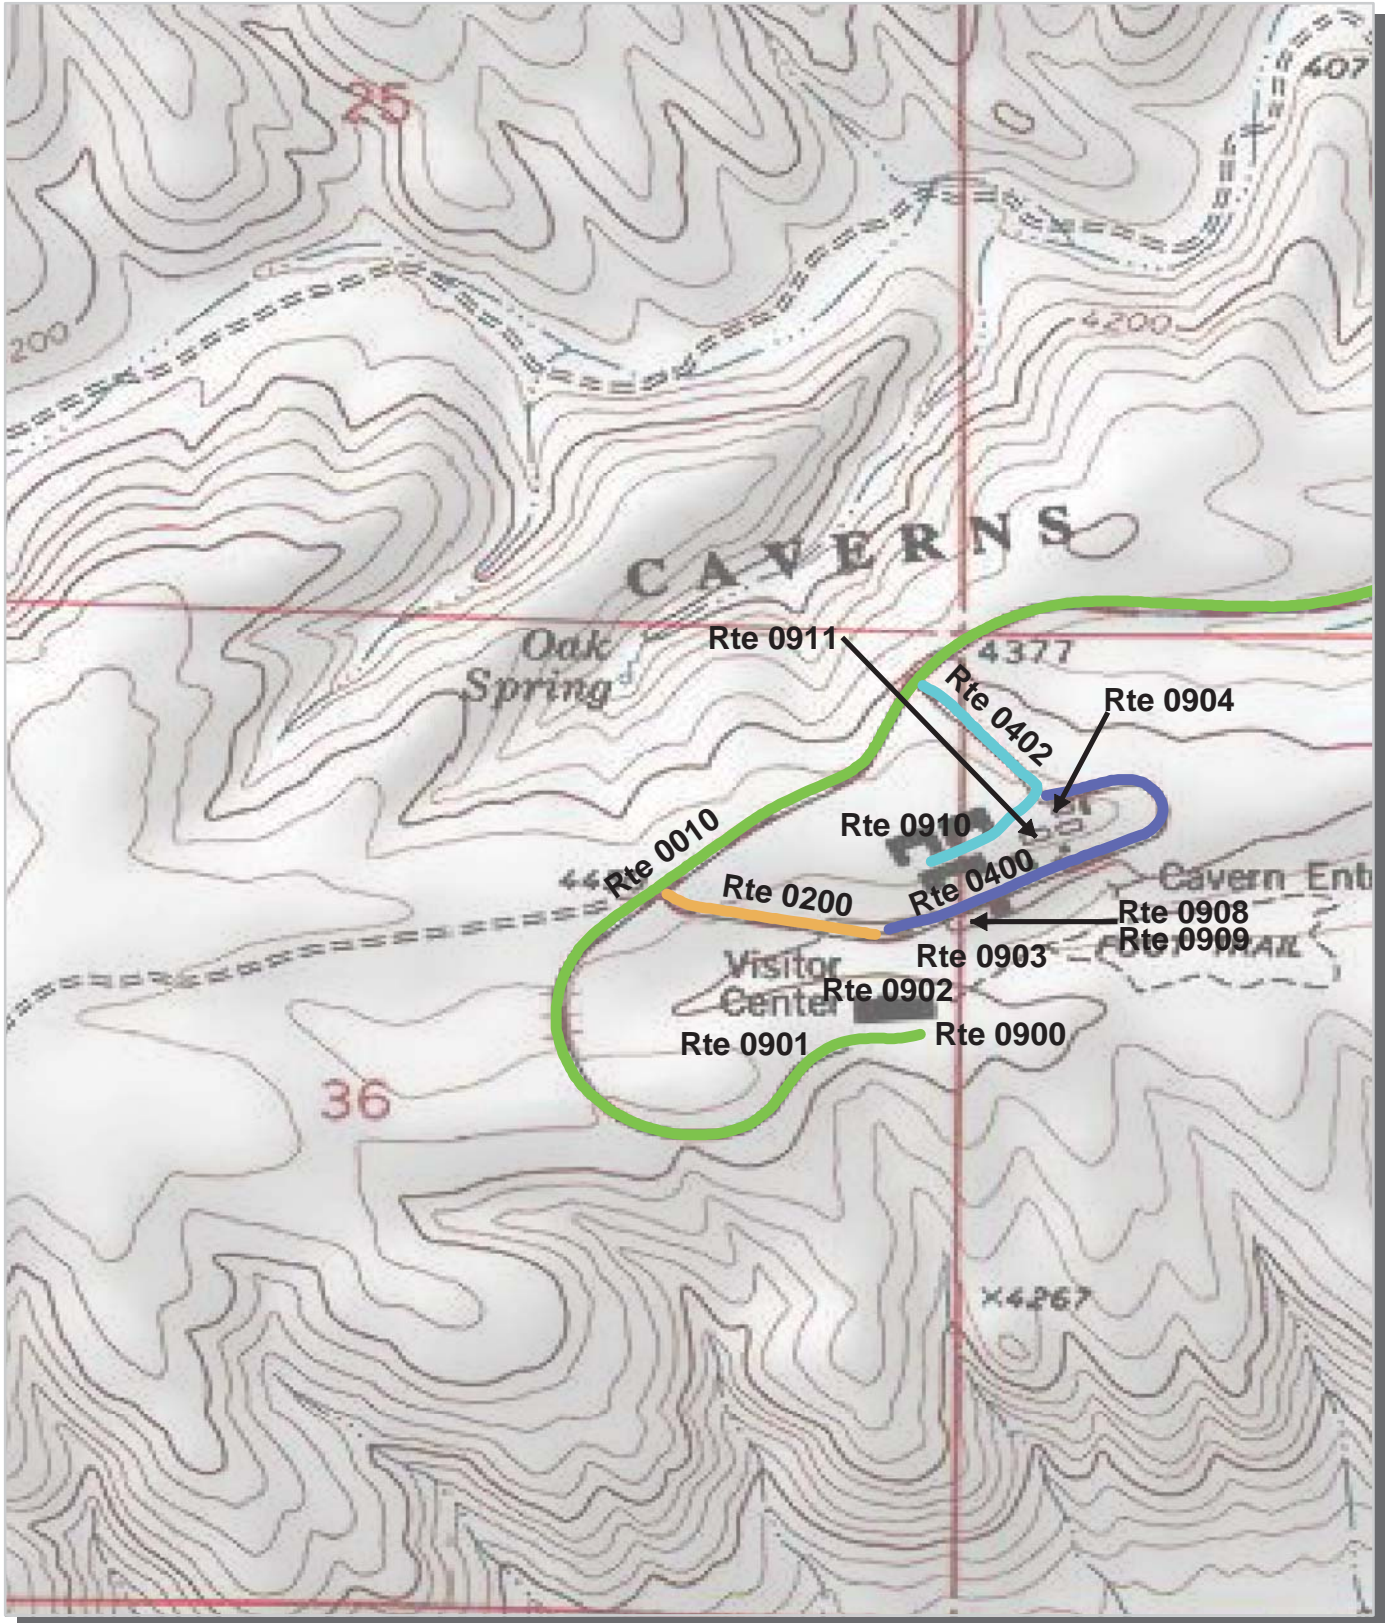 25
407
200
4200
CAVERNS
Oak
Spring
Rte 0911
4377
Rte 0402
Rte 0904
Rte 0910
Rte 0010
Rte 0200
Rte 0400
Cavern Ent
Rte 0908
Rte 0909
FOOT TRAIL
Rte 0903
Visitor
Center
Rte 0902
Rte 0901
Rte 0900
36
×4267